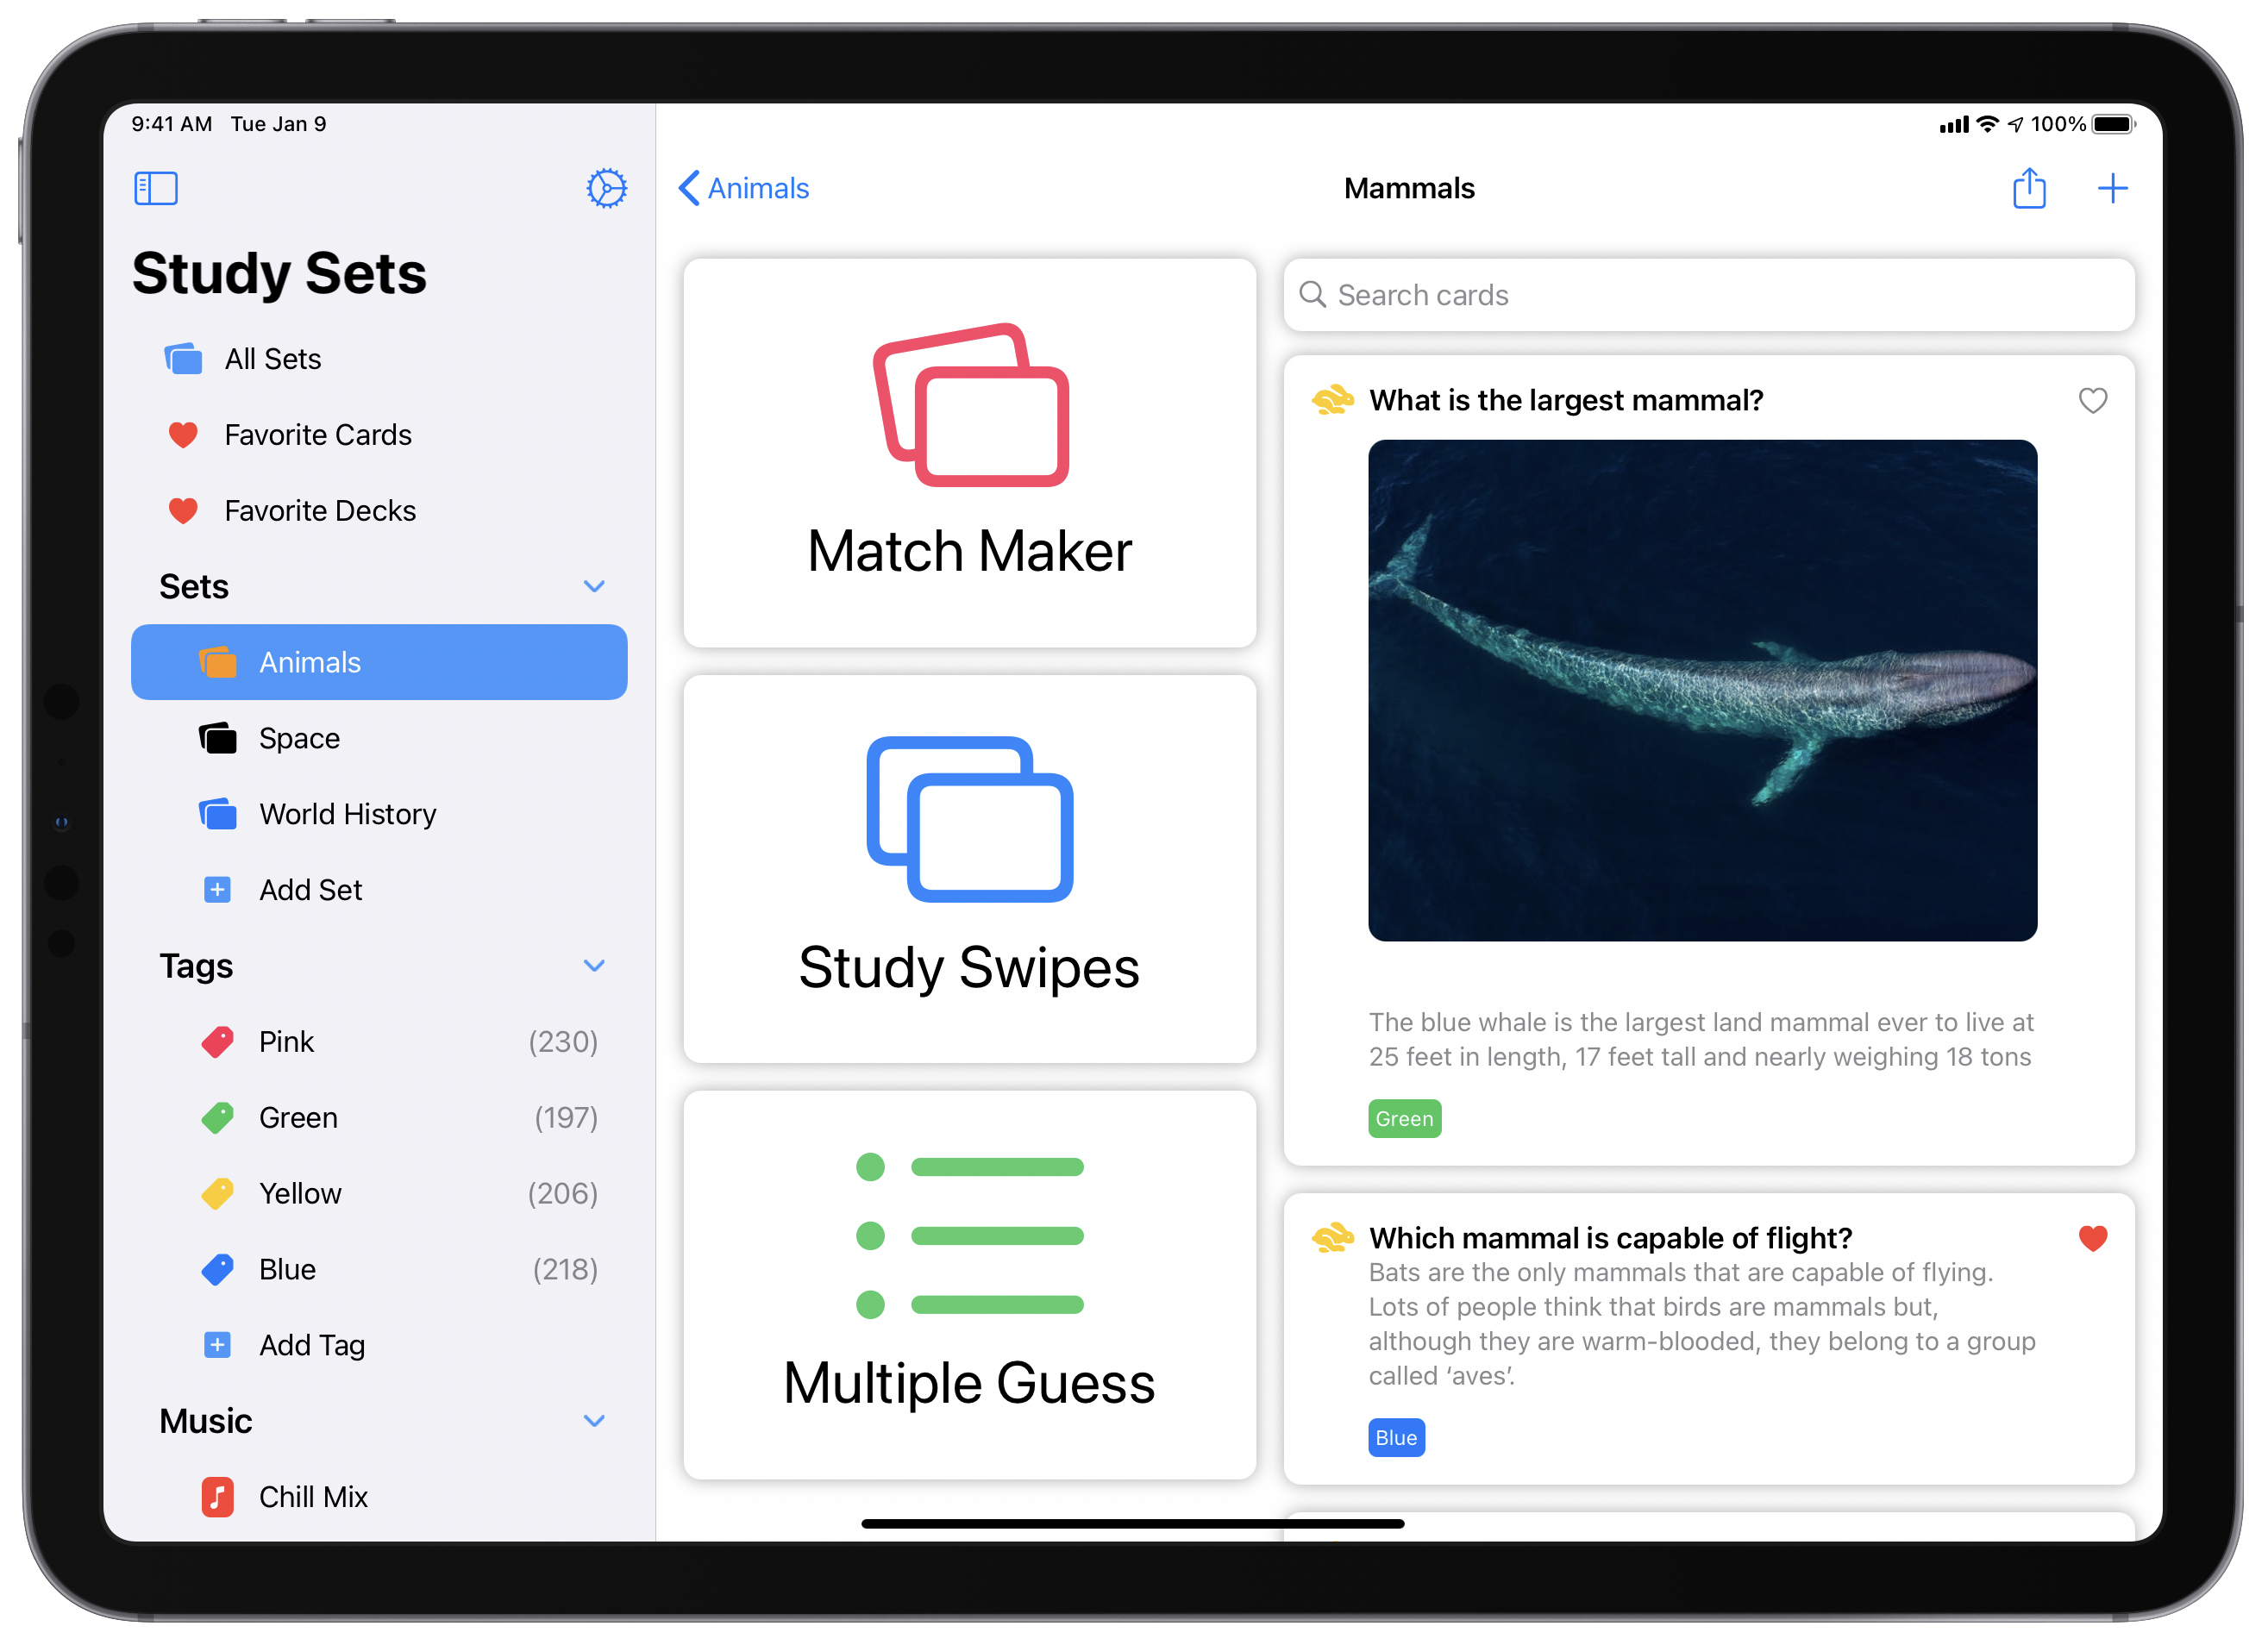 9:41 AM Tue Jan 9
100%
Study Sets
All Sets
Favorite Cards
Favorite Decks
Sets
Animals
Space
World History
Add Set
Tags
Pink (230)
Green (197)
Yellow (206)
Blue (218)
Add Tag
Music
Chill Mix
Animals
Mammals
Match Maker
Study Swipes
Multiple Guess
Search cards
What is the largest mammal?
The blue whale is the largest land mammal ever to live at
25 feet in length, 17 feet tall and nearly weighing 18 tons
Green
Which mammal is capable of flight?
Bats are the only mammals that are capable of flying.
Lots of people think that birds are mammals but,
although they are warm-blooded, they belong to a group
called ‘aves’.
Blue